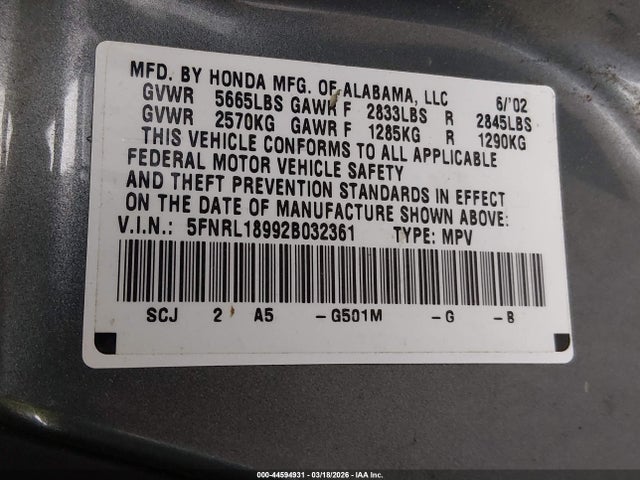 MFD. BY HONDA MFG. OF ALABAMA, LLC 6/'02
GVWR 5665LBS GAWR F 2833LBS R 2845LBS
GVWR 2570KG GAWR F 1285KG R 1290KG
THIS VEHICLE CONFORMS TO ALL APPLICABLE
FEDERAL MOTOR VEHICLE SAFETY
AND THEFT PREVENTION STANDARDS IN EFFECT
ON THE DATE OF MANUFACTURE SHOWN ABOVE:
V.I.N.: 5FNRL18992B032361 TYPE: MPV
SCJ 2 A5 -G501M -G -B
000-44594931 - 03/18/2026 - IAA Inc.